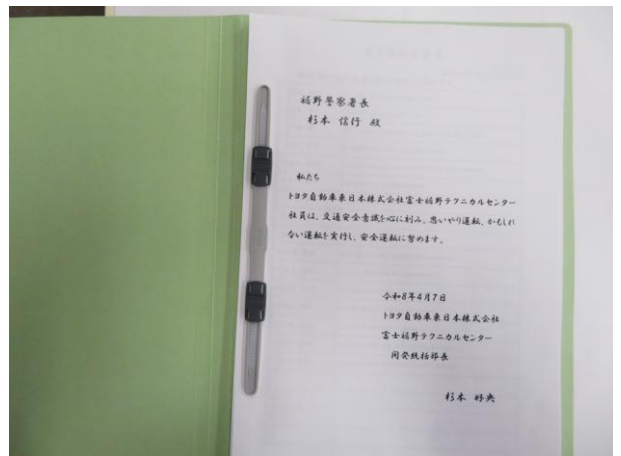 裾野警察署長
杉本 信行 殿
私たち
トヨタ自動車東日本株式会社富士裾野テクニカルセンター
社員は、交通安全意識を心に刻み、思いやり運転、かもしれ
ない運転を実行し、安全運転に努めます。
令和8年4月7日
トヨタ自動車東日本株式会社
富士裾野テクニカルセンター
開発統括部長
杉本 好央